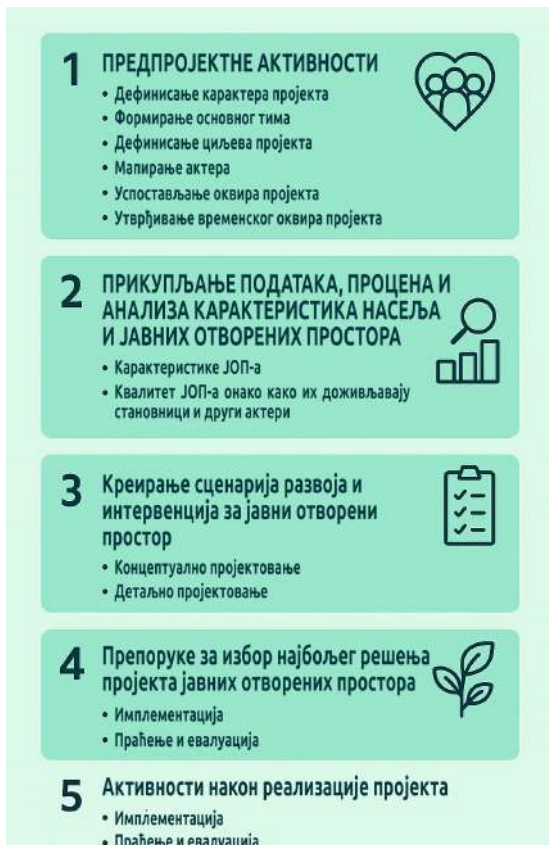 1 ПРЕДПРОЈЕКТНЕ АКТИВНОСТИ
• Дефинисање карактера пројекта
• Формирање основног тима
• Дефинисање циљева пројекта
• Мапирање актера
• Успостављање оквира пројекта
• Утврђивање временског оквира пројекта
2 ПРИКУПЉАЊЕ ПОДАТАКА, ПРОЦЕНА И
АНАЛИЗА КАРАКТЕРИСТИКА НАСЕЉА
И ЈАВНИХ ОТВОРЕНИХ ПРОСТОРА
• Карактеристике ЈОП-а
• Квалитет ЈОП-а онако како их доживљавају
становници и други актери
3 Креирање сценарија развоја и
интервенција за јавни отворени
простор
• Концептуално пројектовање
• Детаљно пројектовање
4 Препоруке за избор најбољег решења
пројекта јавних отворених простора
• Имплементација
• Праћење и евалуација
5 Активности након реализације пројекта
• Имплементација
• Праћење и евалуација